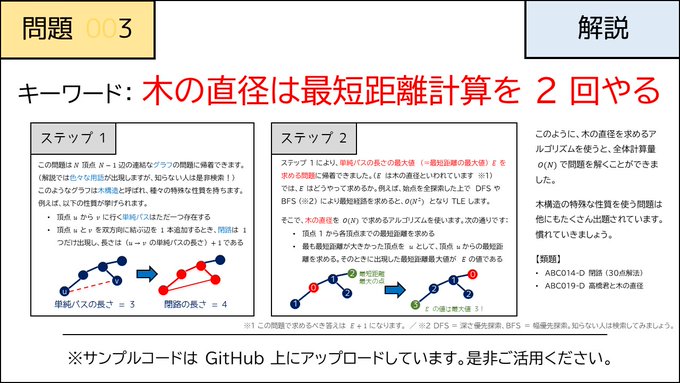 問題 003
解説
キーワード: 木の直径は最短距離計算を 2 回やる
ステップ 1
この問題は N 頂点 N−1 辺の連結なグラフの問題に帰着できます。
(解説では色々な用語が出現しますが、知らない人は是非検索!)
このようなグラフは木構造と呼ばれ、種々の特殊な性質を持ちます。
例えば、以下の性質が挙げられます。
• 頂点 u から v に行く単純パスはただ一つ存在する
• 頂点 u と v を双方向に結ぶ辺を 1 本追加するとき、閉路は 1
つだけ出現し、長さは (u→v の単純パスの長さ) + 1 である
u
v
単純パスの長さ = 3
閉路の長さ = 4
ステップ 2
ステップ 1 により、単純パスの長さの最大値 (=最短距離の最大値) E を
求める問題に帰着できました。(E は木の直径といわれています ※1)
では、E はどうやって求めるか。例えば、始点を全探索した上で DFS や
BFS (※2) により最短経路を求めると、O(N²) となり TLE します。
そこで、木の直径を O(N) で求めるアルゴリズムを使います。次の通りです:
• 頂点 1 から各頂点までの最短距離を求める
• 最も最短距離が大きかった頂点を u として、頂点 u からの最短距
離を求める。そのときに出現した最短距離最大値が E の値である
1
0
1
2
2
最短距離
最大の点
3
2
1
2
0
E の値は最大値 3!
このように、木の直径を求めるア
ルゴリズムを使うと、全体計算量
O(N) で問題を解くことができま
した。
木構造の特殊な性質を使う問題は
他にもたくさん出題されています。
慣れていきましょう。
【類題】
• ABC014-D 閉路 (30点解法)
• ABC019-D 高橋君と木の直径
※1 この問題で求めるべき答えは E+1 になります。 / ※2 DFS = 深さ優先探索、BFS = 幅優先探索。知らない人は検索してみましょう。
※サンプルコードは GitHub 上にアップロードしています。是非ご活用ください。